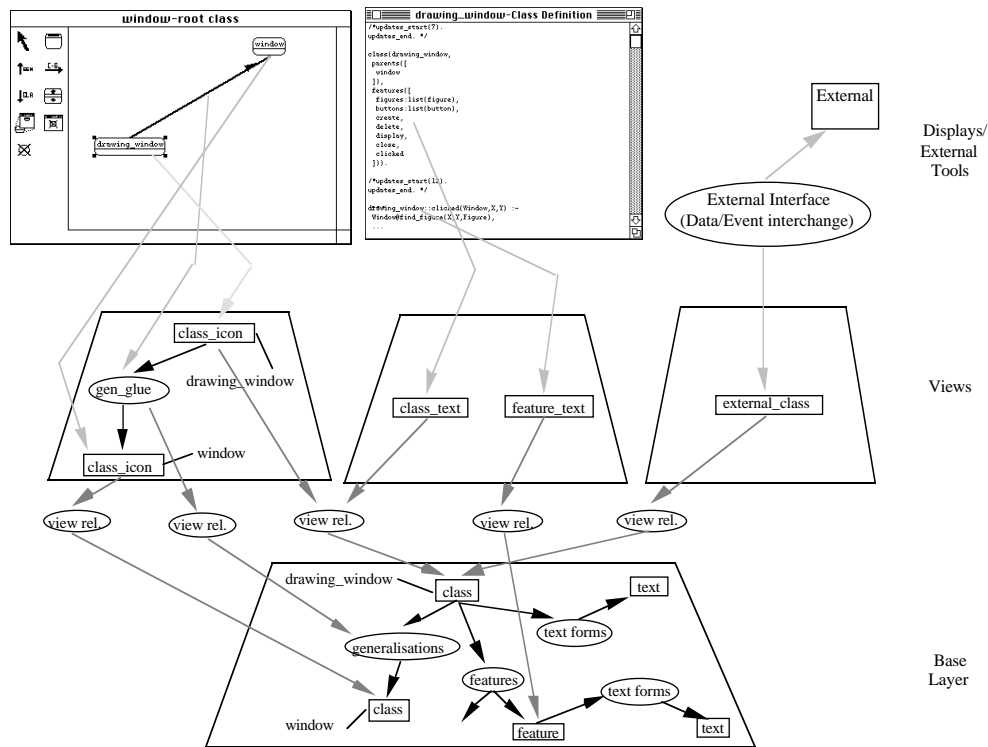 window-root class
window
drawing_window
drawing_window-Class Definition
/*updates_start(7).
updates_end. */
class(drawing_window,
parents([
window
]),
features([
figures:list(figure),
buttons:list(button),
create,
delete,
display,
close,
clicked
])).
/*updates_start(12).
updates_end. */
drawing_window::clicked(Window,X,Y) :-
Window@find_figure(X,Y,Figure),
...
External
Displays/
External
Tools
External Interface
(Data/Event interchange)
class_icon
drawing_window
gen_glue
class_icon
window
class_text
feature_text
external_class
Views
view rel.
view rel.
view rel.
view rel.
view rel.
drawing_window
class
text
text forms
generalisations
features
text forms
class
window
feature
text
Base
Layer